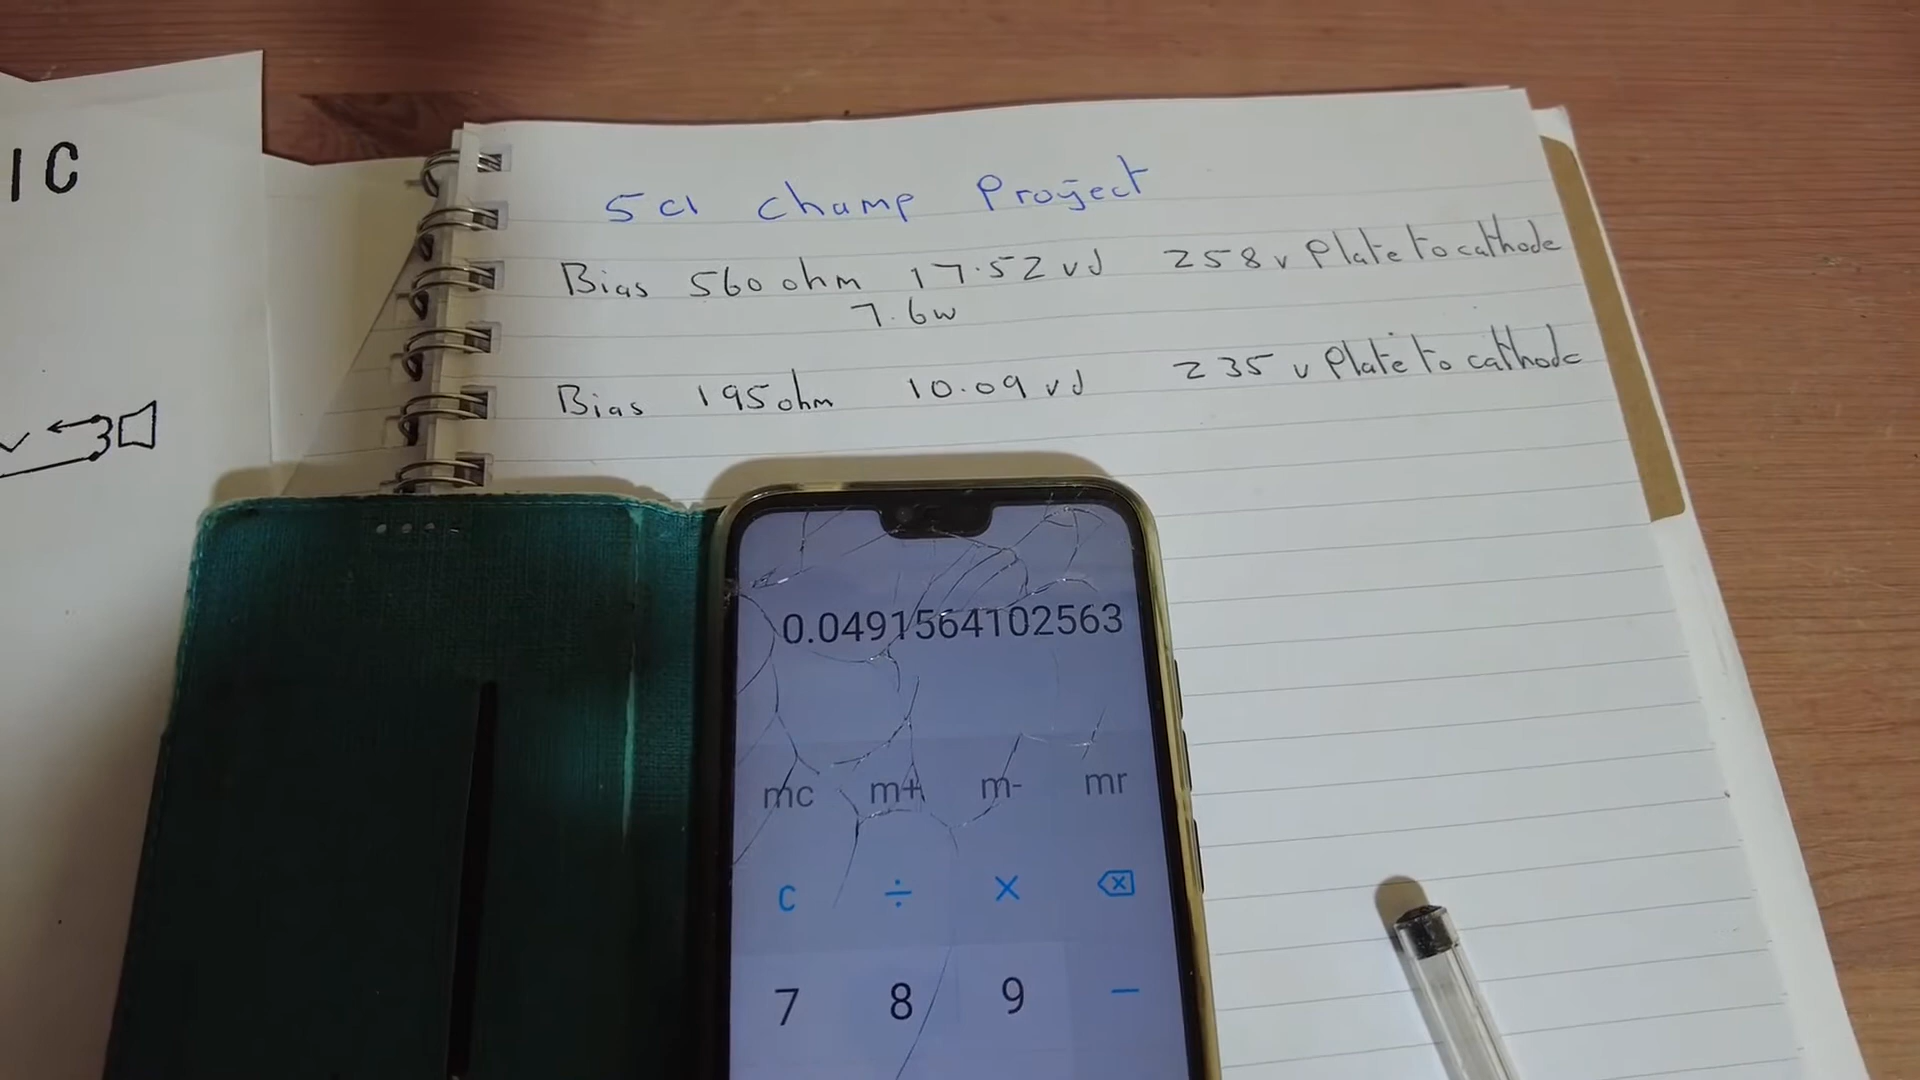 IC
5c1 Champ Project
Bias 560 ohm 17.52 vd 258 v Plate to cathode
7.6w
Bias 195 ohm 10.09 vd 235 v Plate to cathode
0.0491564102563
mc m+ m- mr
c ÷ ×
7 8 9 −